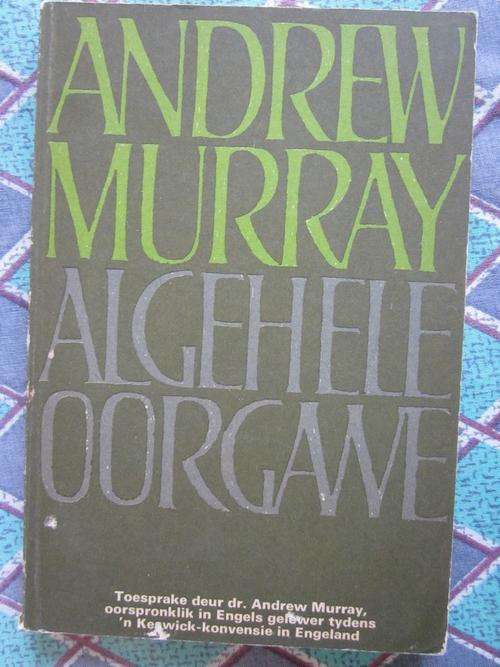 ANDREW
MURRAY
ALGEHELE
OORGAWE
Toesprake deur dr. Andrew Murray,
oorspronklik in Engels gelewer tydens
'n Keswick-konvensie in Engeland